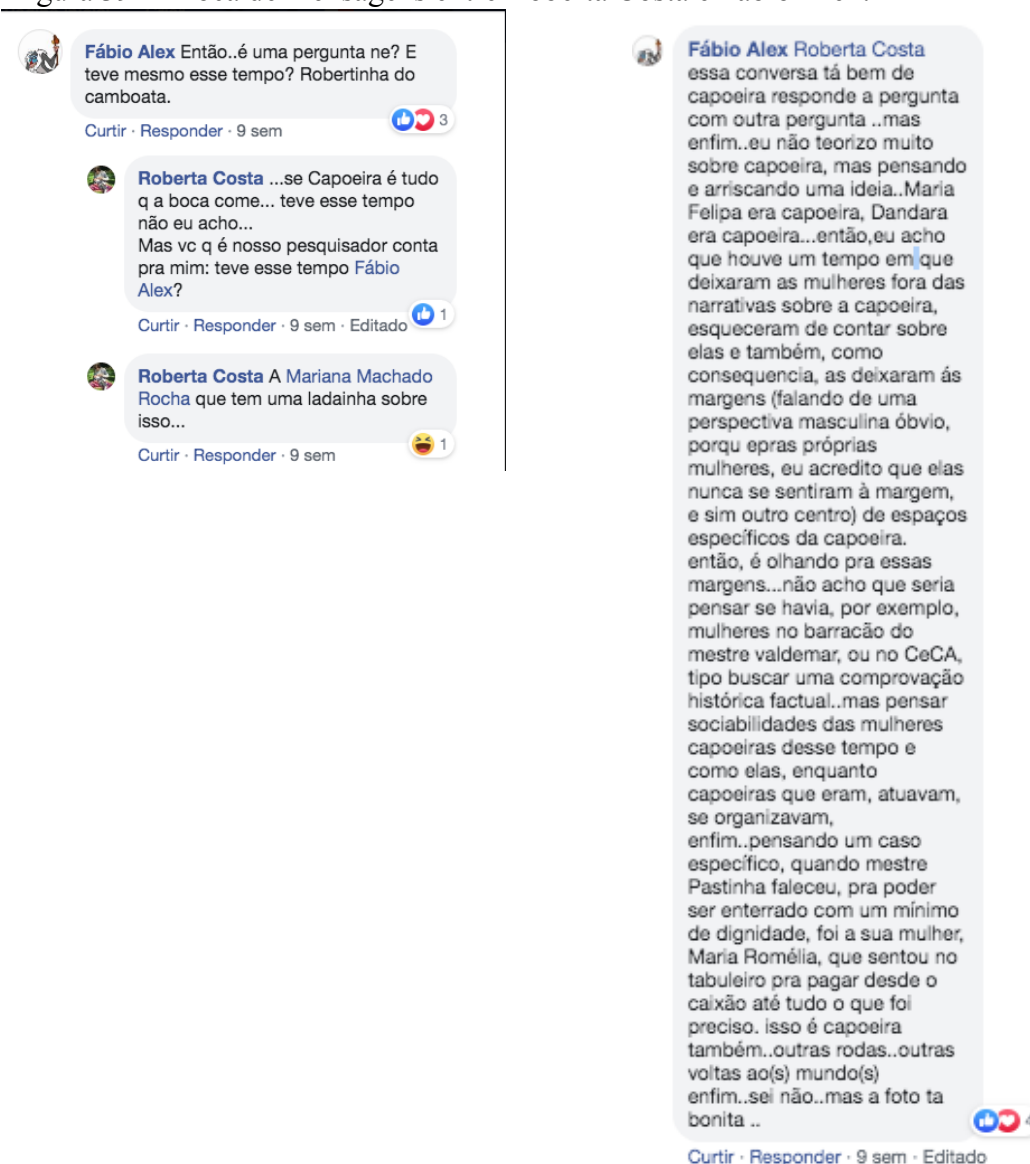 Fábio Alex Então..é uma pergunta ne? E
teve mesmo esse tempo? Robertinha do
camboata.
3
Curtir · Responder · 9 sem
Roberta Costa ...se Capoeira é tudo
q a boca come... teve esse tempo
não eu acho...
Mas vc q é nosso pesquisador conta
pra mim: teve esse tempo Fábio
Alex?
1
Curtir · Responder · 9 sem · Editado
Roberta Costa A Mariana Machado
Rocha que tem uma ladainha sobre
isso...
1
Curtir · Responder · 9 sem
Fábio Alex Roberta Costa
essa conversa tá bem de
capoeira responde a pergunta
com outra pergunta ..mas
enfim..eu não teorizo muito
sobre capoeira, mas pensando
e arriscando uma ideia..Maria
Felipa era capoeira, Dandara
era capoeira...então,eu acho
que houve um tempo em que
deixaram as mulheres fora das
narrativas sobre a capoeira,
esqueceram de contar sobre
elas e também, como
consequencia, as deixaram ás
margens (falando de uma
perspectiva masculina óbvio,
porqu epras próprias
mulheres, eu acredito que elas
nunca se sentiram à margem,
e sim outro centro) de espaços
específicos da capoeira.
então, é olhando pra essas
margens...não acho que seria
pensar se havia, por exemplo,
mulheres no barracão do
mestre valdemar, ou no CeCA,
tipo buscar uma comprovação
histórica factual..mas pensar
sociabilidades das mulheres
capoeiras desse tempo e
como elas, enquanto
capoeiras que eram, atuavam,
se organizavam,
enfim..pensando um caso
específico, quando mestre
Pastinha faleceu, pra poder
ser enterrado com um mínimo
de dignidade, foi a sua mulher,
Maria Romélia, que sentou no
tabuleiro pra pagar desde o
caixão até tudo o que foi
preciso. isso é capoeira
também..outras rodas..outras
voltas ao(s) mundo(s)
enfim..sei não..mas a foto ta
bonita ..
Curtir · Responder · 9 sem · Editado